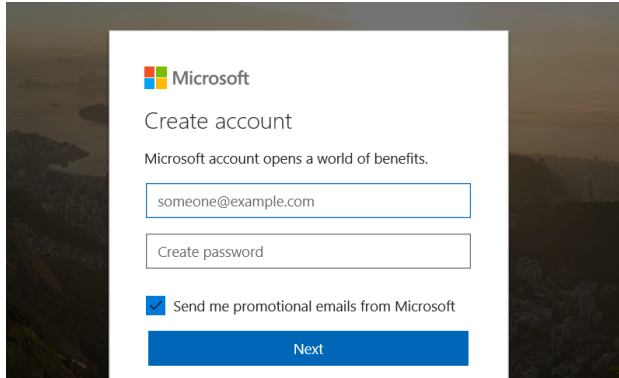 Microsoft
Create account
Microsoft account opens a world of benefits.
someone@example.com
Create password
Send me promotional emails from Microsoft
Next